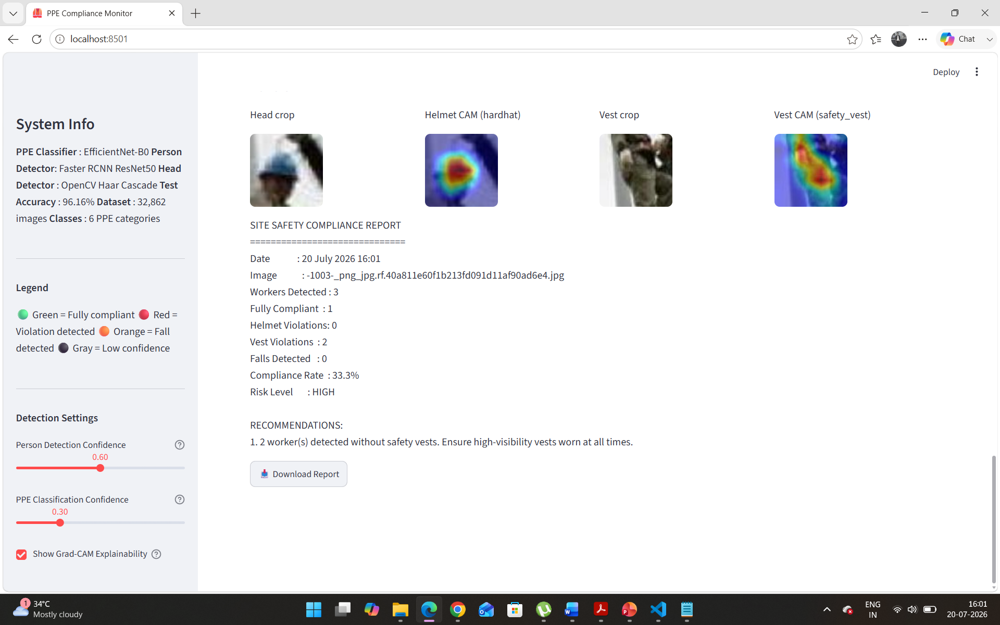 PPE Compliance Monitor
localhost:8501
Chat
Deploy
System Info
PPE Classifier : EfficientNet-B0 Person
Detector: Faster RCNN ResNet50 Head
Detector : OpenCV Haar Cascade Test
Accuracy : 96.16% Dataset : 32,862
images Classes : 6 PPE categories
Legend
Green = Fully compliant Red =
Violation detected Orange = Fall
detected Gray = Low confidence
Detection Settings
Person Detection Confidence
0.60
PPE Classification Confidence
0.30
Show Grad-CAM Explainability
Head crop
Helmet CAM (hardhat)
Vest crop
Vest CAM (safety_vest)
SITE SAFETY COMPLIANCE REPORT
==============================
Date : 20 July 2026 16:01
Image : -1003-_png_jpg.rf.40a811e60f1b213fd091d11af90ad6e4.jpg
Workers Detected : 3
Fully Compliant : 1
Helmet Violations: 0
Vest Violations : 2
Falls Detected : 0
Compliance Rate : 33.3%
Risk Level : HIGH
RECOMMENDATIONS:
1. 2 worker(s) detected without safety vests. Ensure high-visibility vests worn at all times.
Download Report
1
34°C
Mostly cloudy
ENG
IN
16:01
20-07-2026